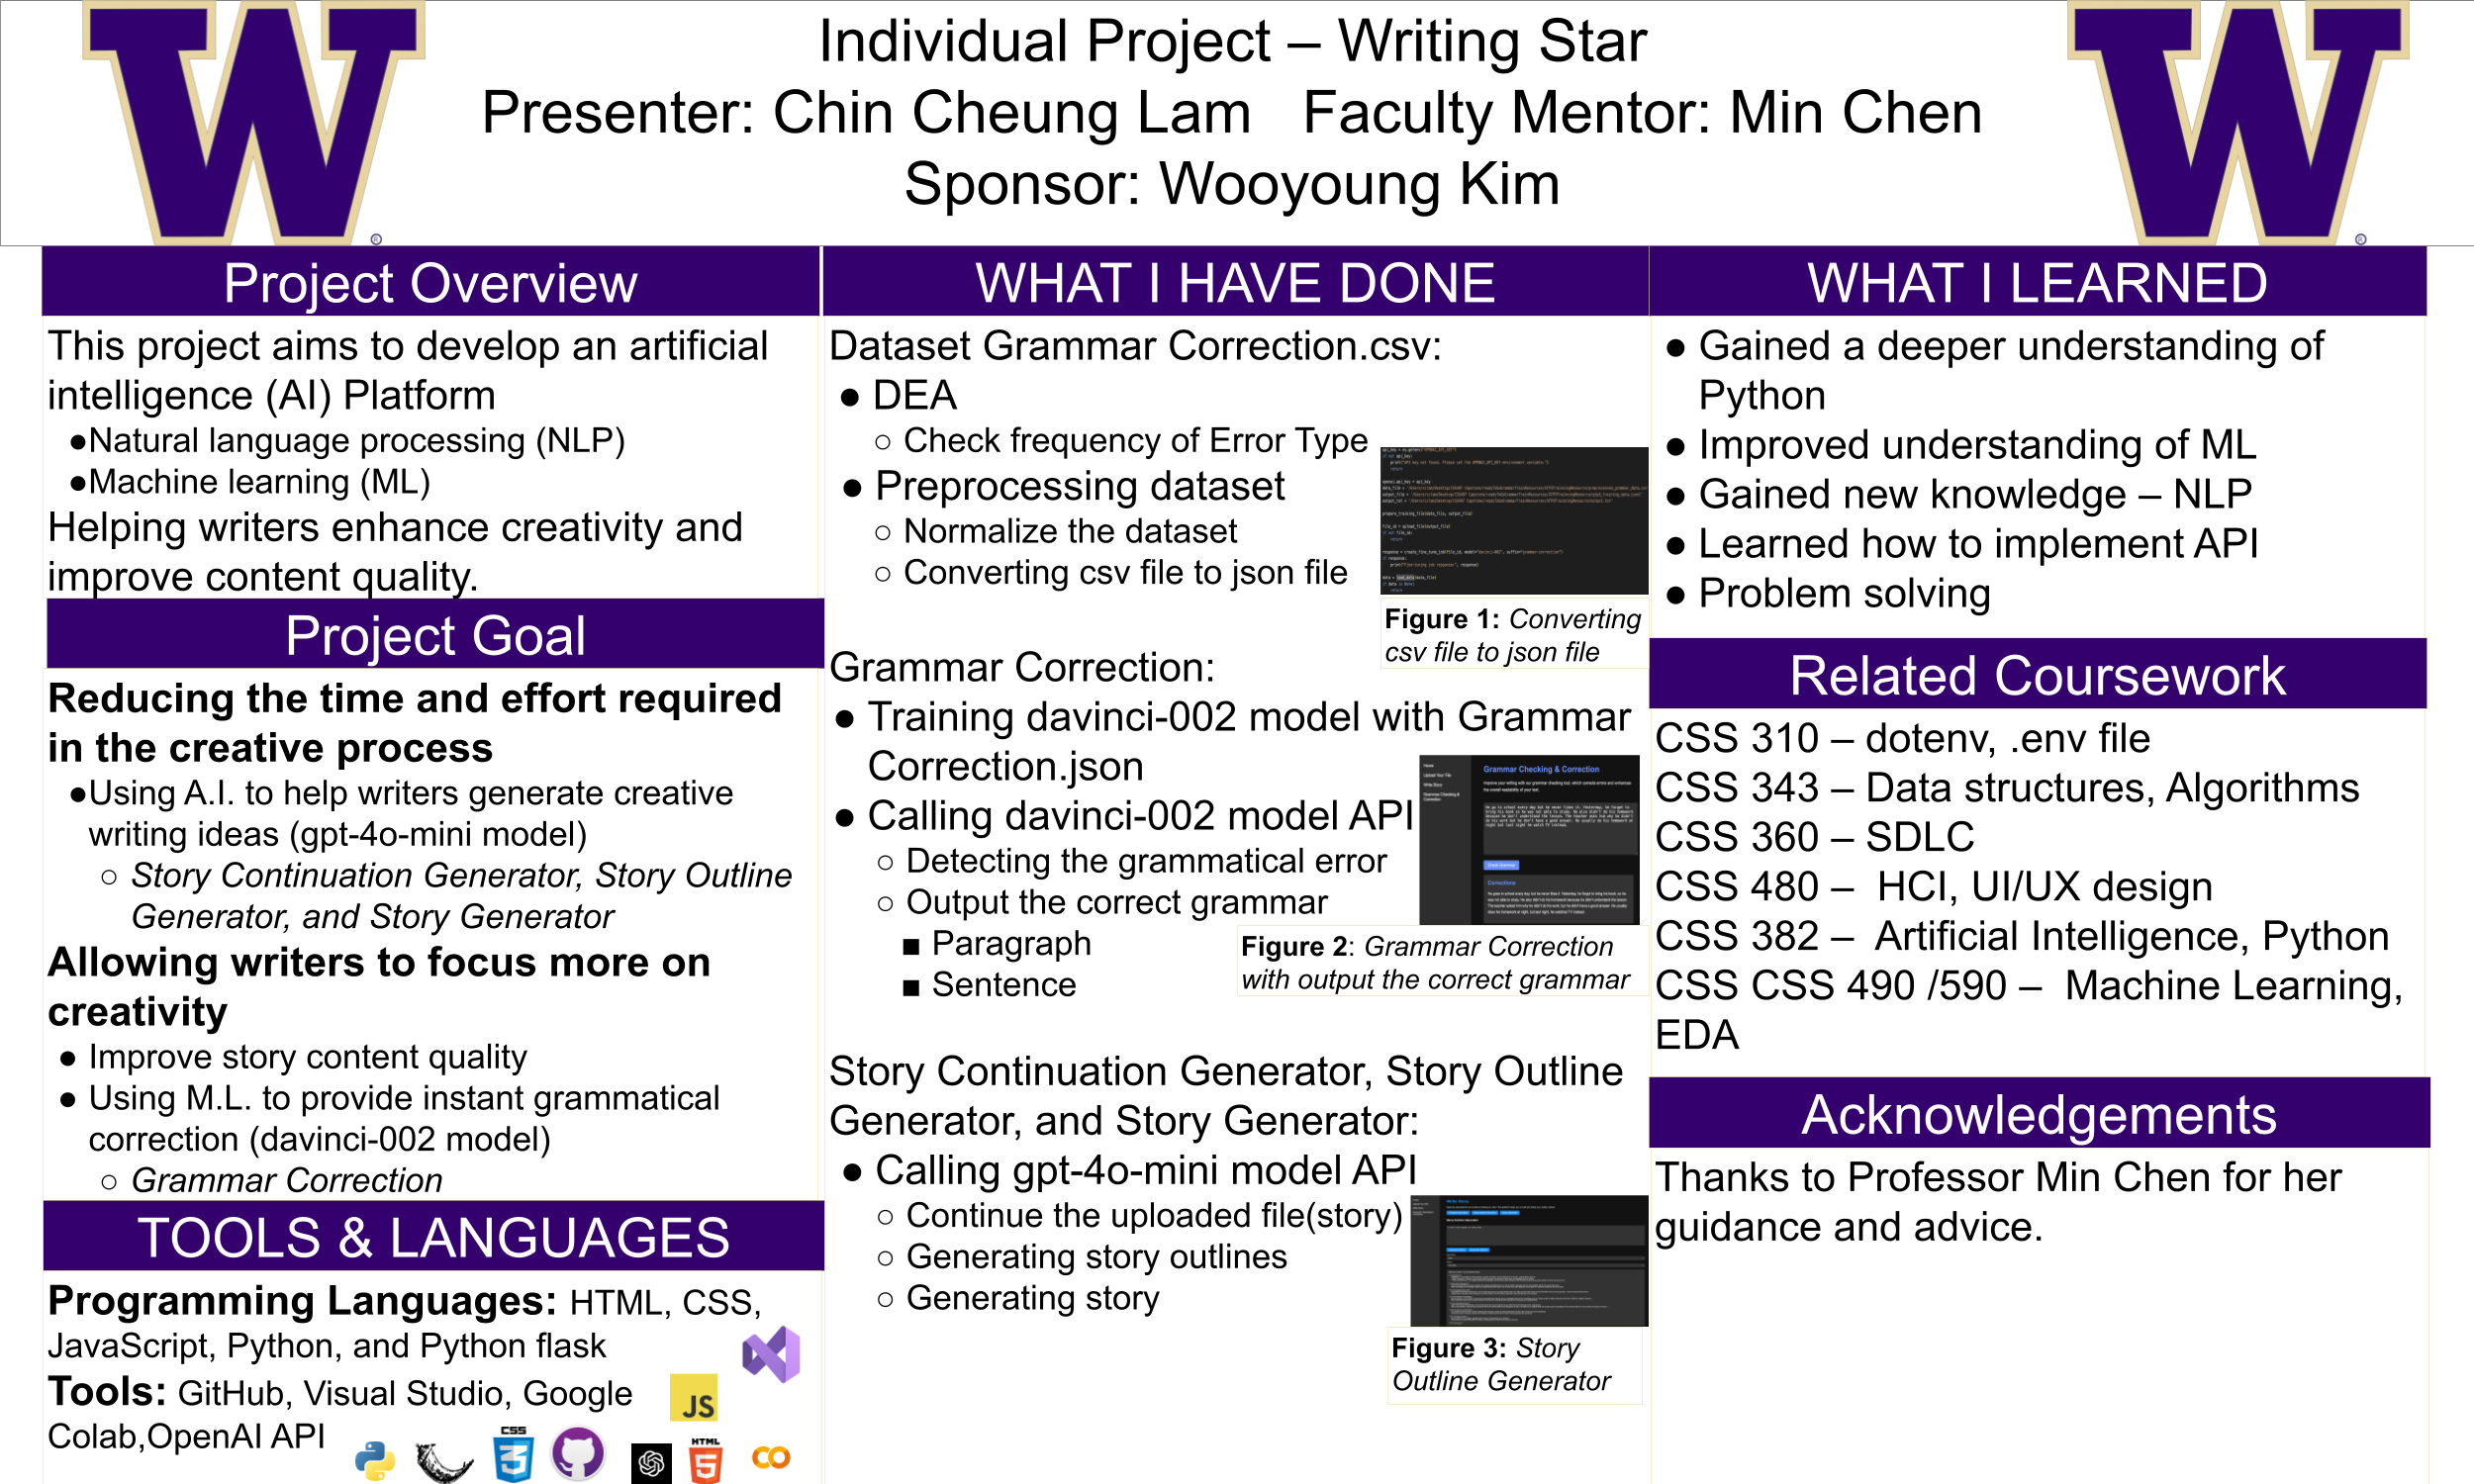 Individual Project – Writing Star
Presenter: Chin Cheung Lam   Faculty Mentor: Min Chen
Sponsor: Wooyoung Kim
Project Overview
This project aims to develop an artificial
intelligence (AI) Platform
●Natural language processing (NLP)
●Machine learning (ML)
Helping writers enhance creativity and
improve content quality.
Project Goal
Reducing the time and effort required
in the creative process
●Using A.I. to help writers generate creative
writing ideas (gpt-4o-mini model)
○ Story Continuation Generator, Story Outline
Generator, and Story Generator
Allowing writers to focus more on
creativity
● Improve story content quality
● Using M.L. to provide instant grammatical
correction (davinci-002 model)
○ Grammar Correction
TOOLS & LANGUAGES
Programming Languages: HTML, CSS,
JavaScript, Python, and Python flask
Tools: GitHub, Visual Studio, Google
Colab,OpenAI API
JS
CSS
HTML
WHAT I HAVE DONE
Dataset Grammar Correction.csv:
● DEA
○ Check frequency of Error Type
● Preprocessing dataset
○ Normalize the dataset
○ Converting csv file to json file
Figure 1: Converting
csv file to json file
Grammar Correction:
● Training davinci-002 model with Grammar
Correction.json
● Calling davinci-002 model API
○ Detecting the grammatical error
○ Output the correct grammar
■ Paragraph
■ Sentence
Home
Upload Your File
Write Story
Grammar Checking &
Correction
Grammar Checking & Correction
Corrections
Figure 2: Grammar Correction
with output the correct grammar
Story Continuation Generator, Story Outline
Generator, and Story Generator:
● Calling gpt-4o-mini model API
○ Continue the uploaded file(story)
○ Generating story outlines
○ Generating story
Figure 3: Story
Outline Generator
WHAT I LEARNED
● Gained a deeper understanding of
Python
● Improved understanding of ML
● Gained new knowledge – NLP
● Learned how to implement API
● Problem solving
Related Coursework
CSS 310 – dotenv, .env file
CSS 343 – Data structures, Algorithms
CSS 360 – SDLC
CSS 480 –  HCI, UI/UX design
CSS 382 –  Artificial Intelligence, Python
CSS CSS 490 /590 –  Machine Learning,
EDA
Acknowledgements
Thanks to Professor Min Chen for her
guidance and advice.